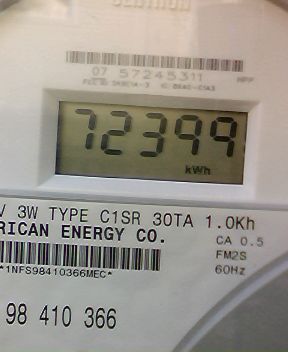 CENTRON
07 57245311
72399
kWh
V 3W TYPE C1SR 30TA 1.0Kh
RICAN ENERGY CO.
CA 0.5
FM2S
60Hz
*1NFS98410366MEC*
98 410 366